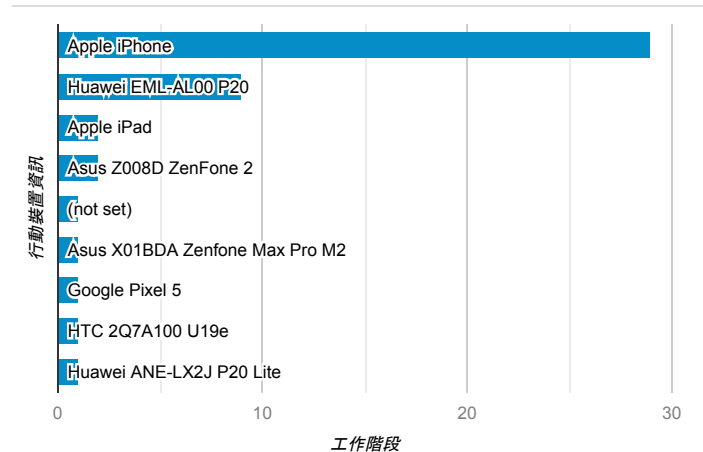 Apple iPhone
Huawei EML-AL00 P20
Apple iPad
Asus Z008D ZenFone 2
(not set)
Asus X01BDA Zenfone Max Pro M2
Google Pixel 5
HTC 2Q7A100 U19e
Huawei ANE-LX2J P20 Lite
行動裝置資訊
0 10 20 30
工作階段